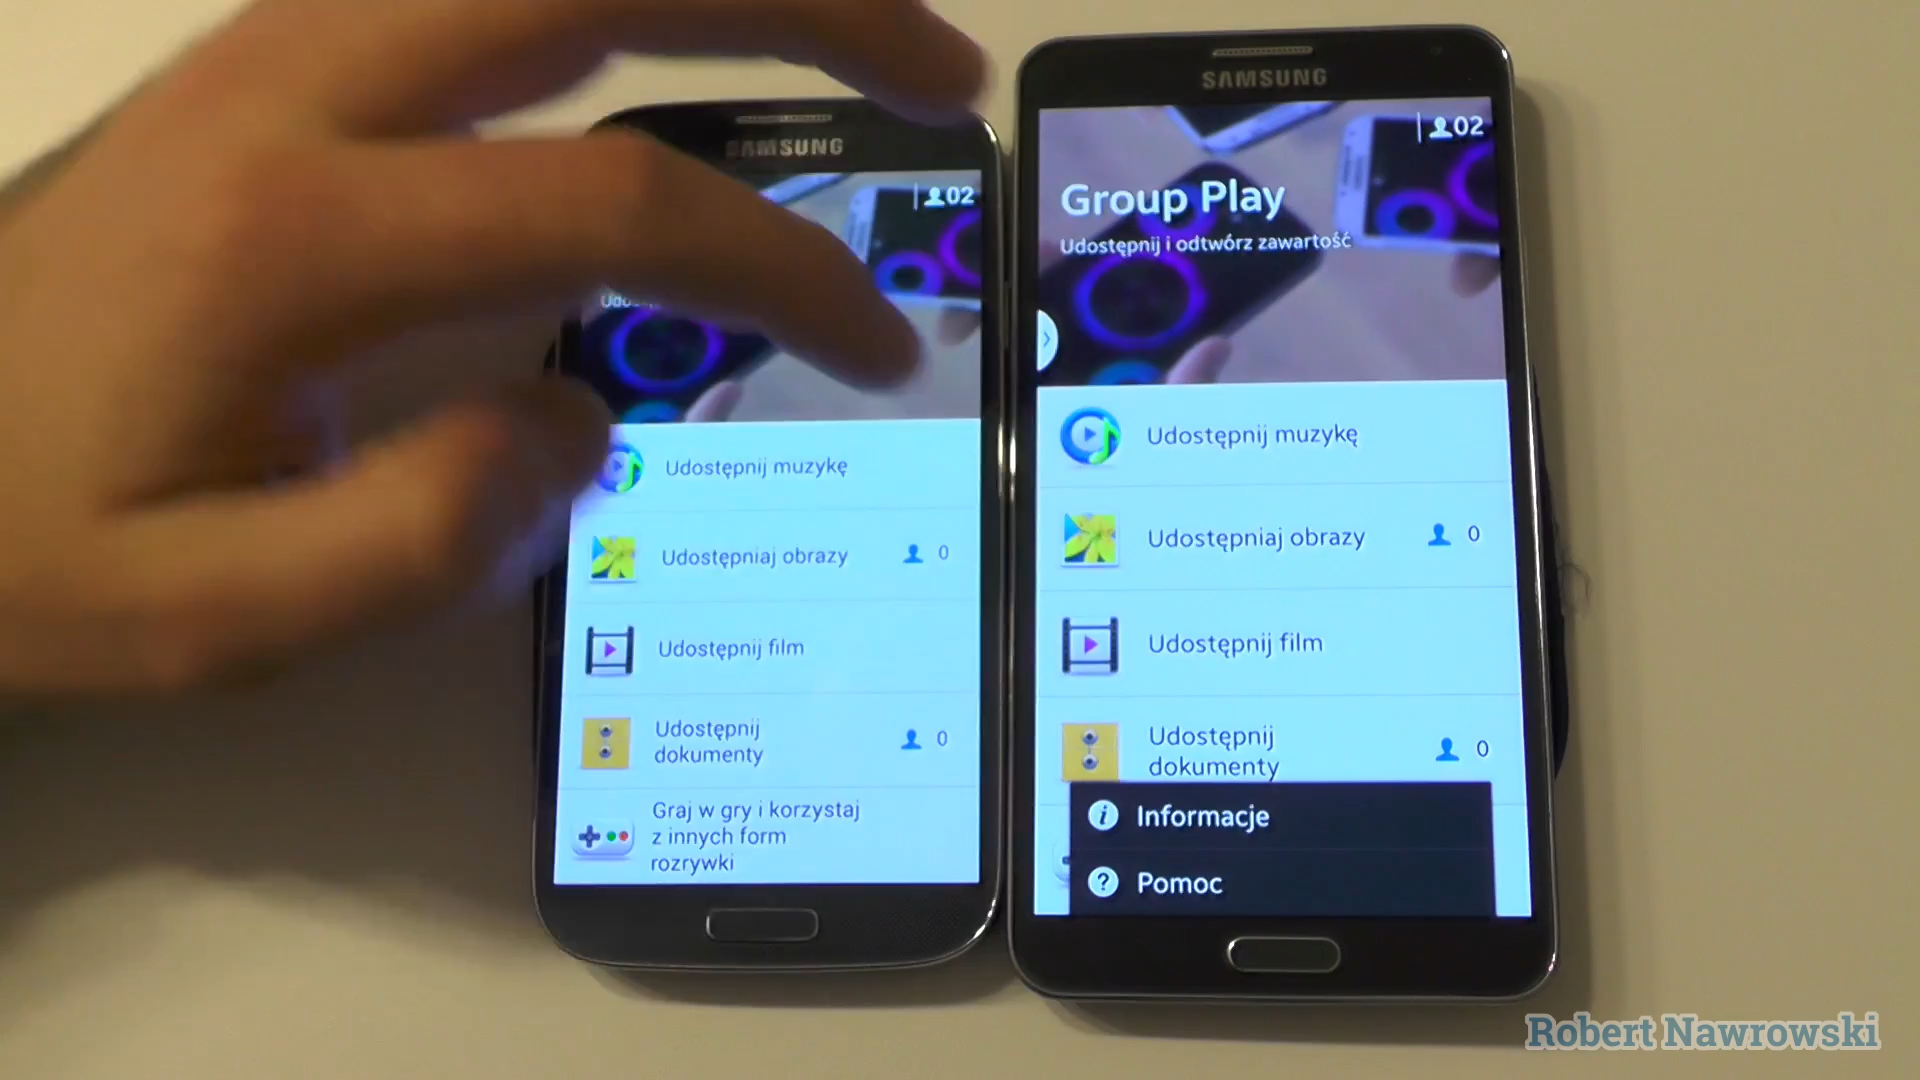 SAMSUNG
02
Udostępnij muzykę
Udostępniaj obrazy
0
Udostępnij film
Udostępnij
dokumenty
0
Graj w gry i korzystaj
z innych form
rozrywki
SAMSUNG
02
Group Play
Udostępnij i odtwórz zawartość
Udostępnij muzykę
Udostępniaj obrazy
0
Udostępnij film
Udostępnij
dokumenty
0
Informacje
Pomoc
Robert Nawrowski